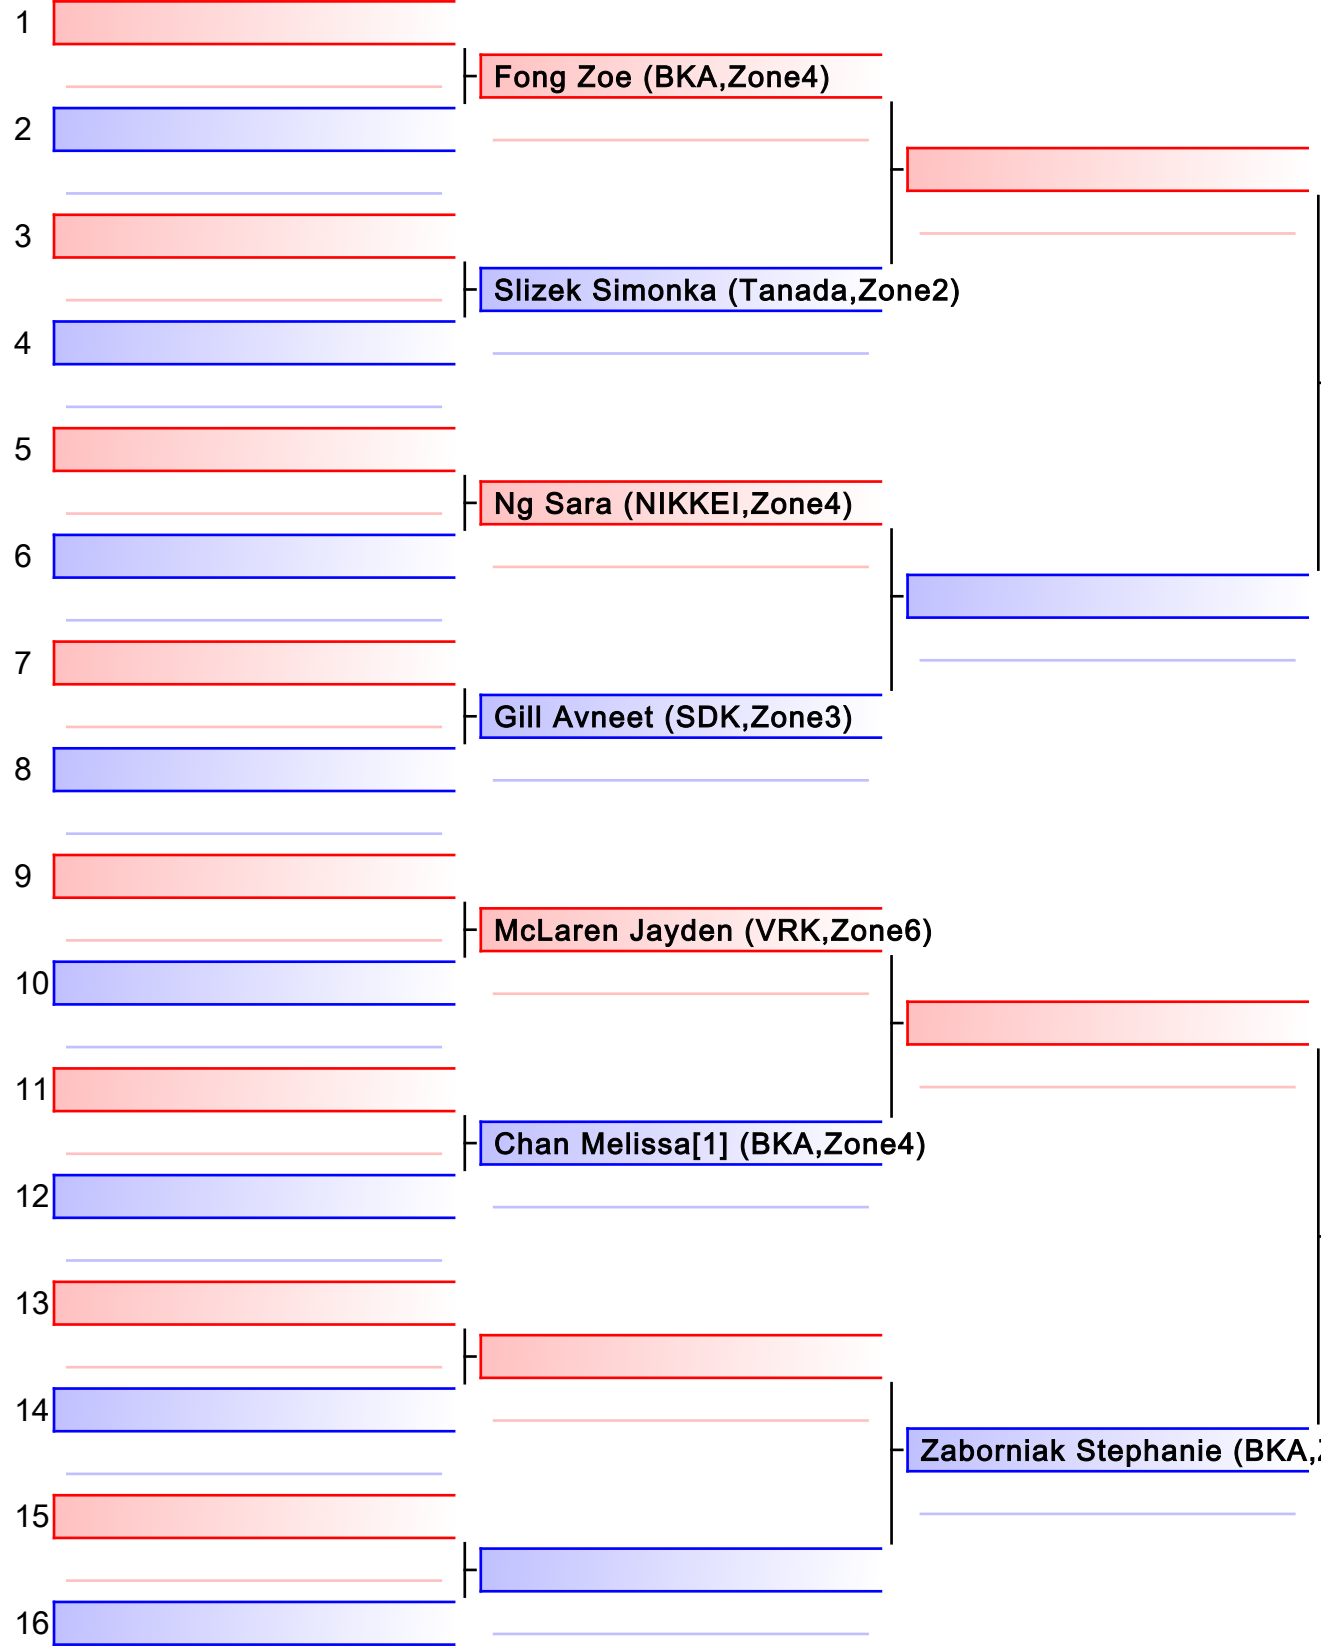 1
Fong Zoe (BKA,Zone4)
2
3
Slizek Simonka (Tanada,Zone2)
4
5
Ng Sara (NIKKEI,Zone4)
6
7
Gill Avneet (SDK,Zone3)
8
9
McLaren Jayden (VRK,Zone6)
10
11
Chan Melissa[1] (BKA,Zone4)
12
13
14
Zaborniak Stephanie (BKA,
15
16